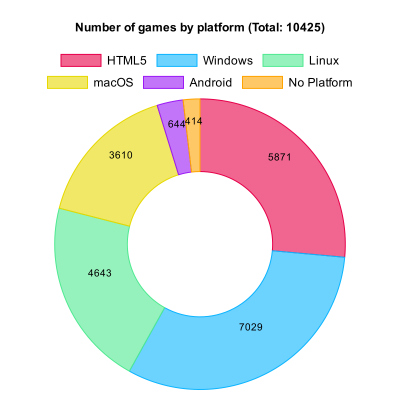 Number of games by platform (Total: 10425)
HTML5 Windows Linux
macOS Android No Platform
644 414
3610 5871
4643
7029